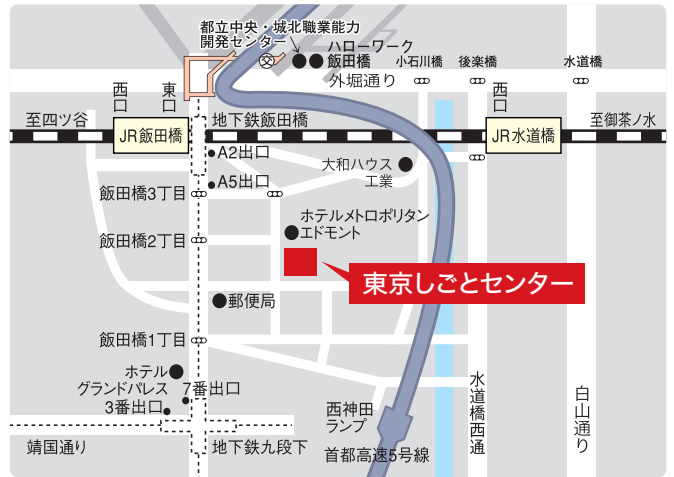 都立中央・城北職業能力
開発センター
ハローワーク
飯田橋
外堀通り
小石川橋
後楽橋
水道橋
交
西口
東口
西口
至四ツ谷
JR飯田橋
地下鉄飯田橋
JR水道橋
至御茶ノ水
A2出口
大和ハウス
工業
A5出口
飯田橋3丁目
ホテルメトロポリタン
エドモント
飯田橋2丁目
東京しごとセンター
郵便局
飯田橋1丁目
ホテル
グランドパレス
7番出口
3番出口
西神田
ランプ
水道橋西通
白山通り
靖国通り
地下鉄九段下
首都高速5号線